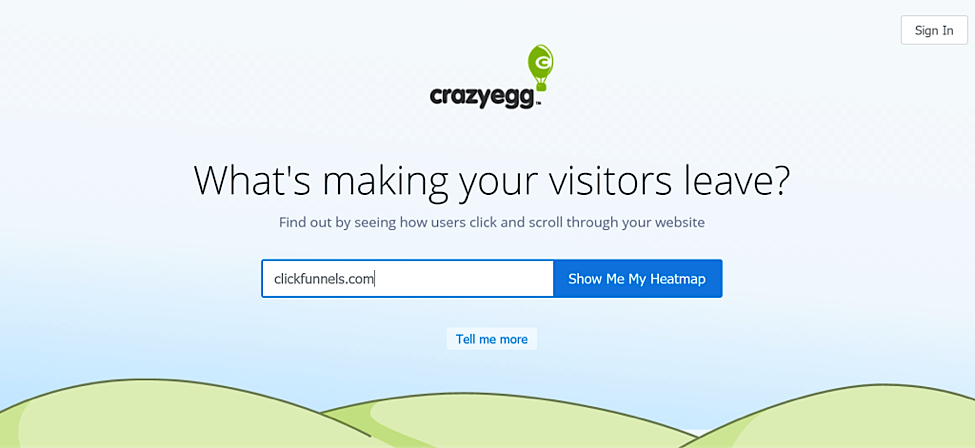 Sign In
crazyegg™
What's making your visitors leave?
Find out by seeing how users click and scroll through your website
clickfunnels.com
Show Me My Heatmap
Tell me more